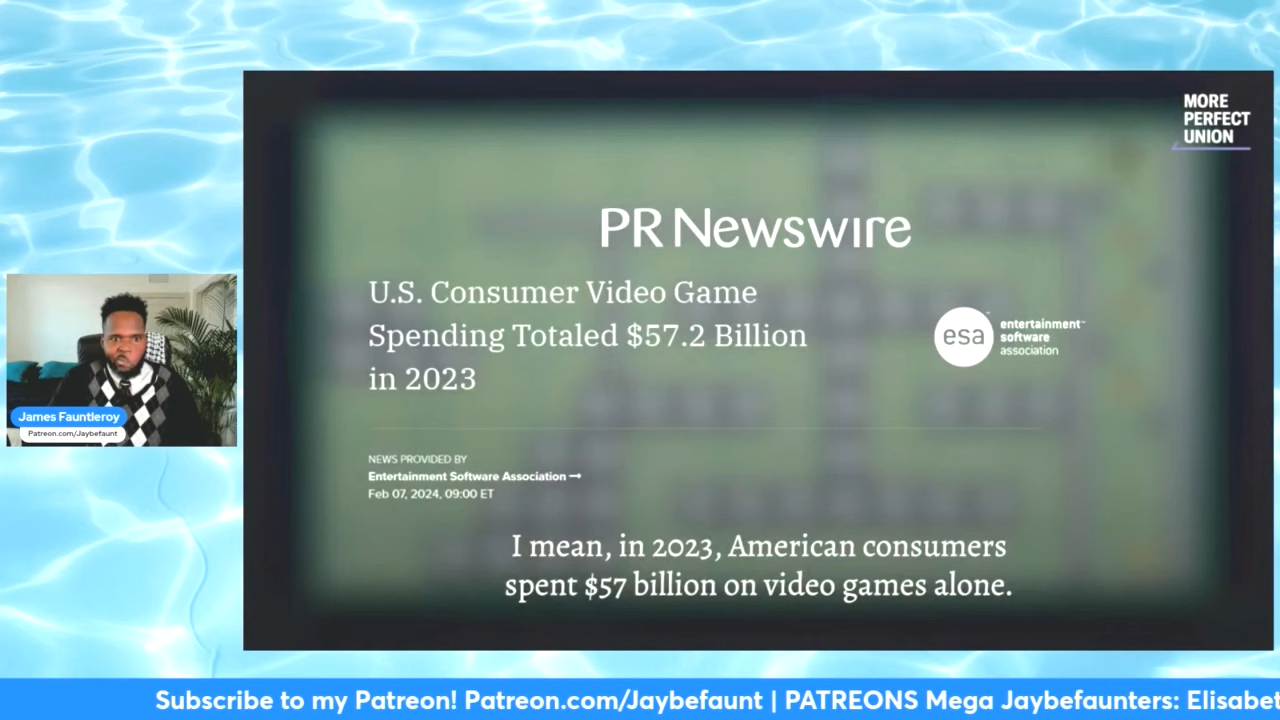 MORE
PERFECT
UNION
PR Newswire
U.S. Consumer Video Game
Spending Totaled $57.2 Billion
in 2023
esa entertainment
software
association
NEWS PROVIDED BY
Entertainment Software Association →
Feb 07, 2024, 09:00 ET
I mean, in 2023, American consumers
spent $57 billion on video games alone.
James Fauntleroy
Patreon.com/Jaybefaunt
Subscribe to my Patreon! Patreon.com/Jaybefaunt | PATREONS Mega Jaybefaunters: Elisabet